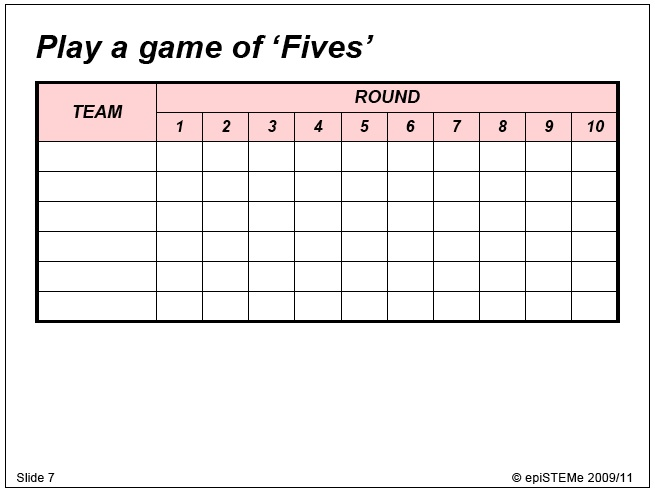 Play a game of ‘Fives’
TEAM
ROUND
1 2 3 4 5 6 7 8 9 10
Slide 7
© epiSTEMe 2009/11